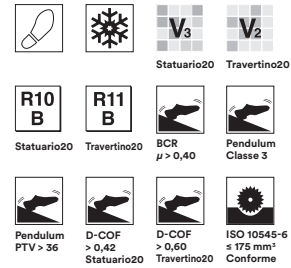 V3
V2
Statuario20
Travertino20
R10
B
R11
B
Statuario20
Travertino20
BCR
μ > 0,40
Pendulum
Classe 3
Pendulum
PTV > 36
D-COF
> 0,42
Statuario20
D-COF
> 0,60
Travertino20
ISO 10545-6
≤ 175 mm³
Conforme